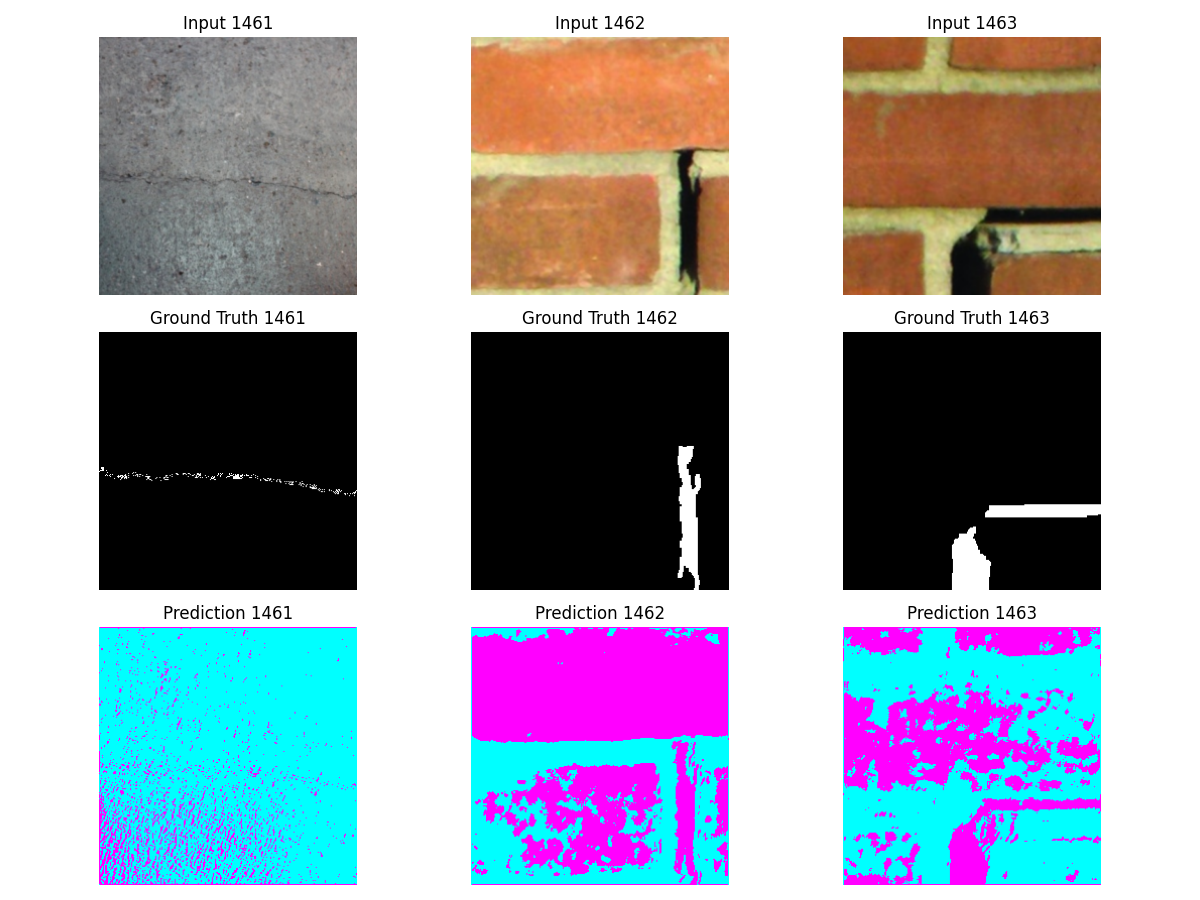 Input 1461
Input 1462
Input 1463
Ground Truth 1461
Ground Truth 1462
Ground Truth 1463
Prediction 1461
Prediction 1462
Prediction 1463